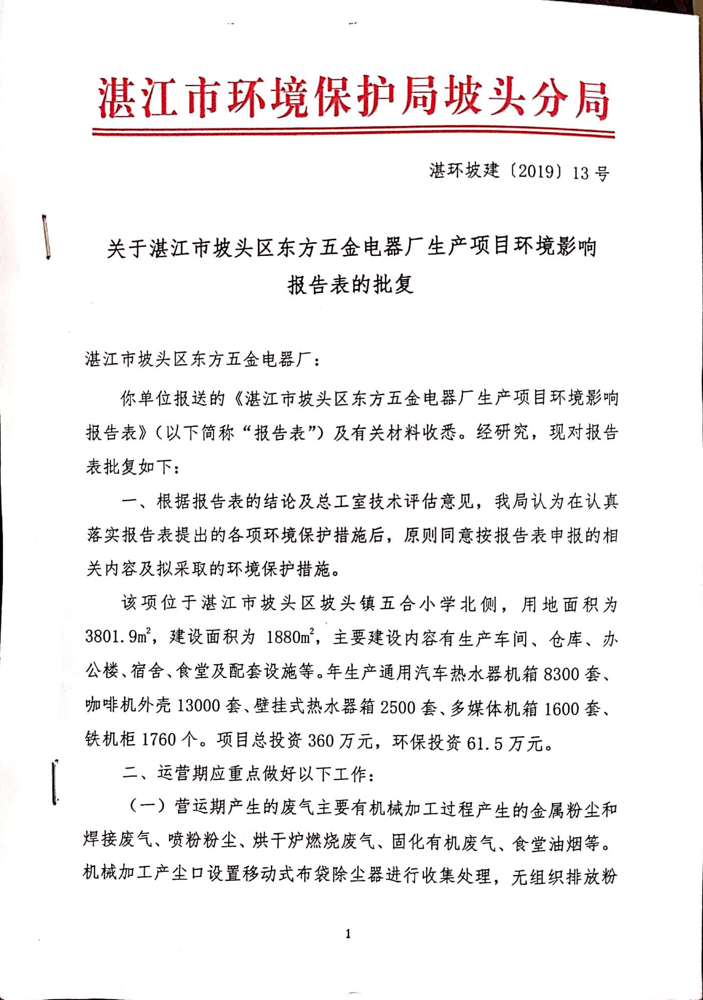 湛江市环境保护局坡头分局
湛环坡建〔2019〕13号
关于湛江市坡头区东方五金电器厂生产项目环境影响
报告表的批复
湛江市坡头区东方五金电器厂：
你单位报送的《湛江市坡头区东方五金电器厂生产项目环境影响
报告表》（以下简称“报告表”）及有关材料收悉。经研究，现对报告
表批复如下：
一、根据报告表的结论及总工室技术评估意见，我局认为在认真
落实报告表提出的各项环境保护措施后，原则同意按报告表申报的相
关内容及拟采取的环境保护措施。
该项位于湛江市坡头区坡头镇五合小学北侧，用地面积为
3801.9m²，建设面积为 1880m²，主要建设内容有生产车间、仓库、办
公楼、宿舍、食堂及配套设施等。年生产通用汽车热水器机箱8300套、
咖啡机外壳13000套、壁挂式热水器箱2500套、多媒体机箱1600套、
铁机柜1760个。项目总投资360万元，环保投资61.5万元。
二、运营期应重点做好以下工作：
（一）营运期产生的废气主要有机械加工过程产生的金属粉尘和
焊接废气、喷粉粉尘、烘干炉燃烧废气、固化有机废气、食堂油烟等。
机械加工产尘口设置移动式布袋除尘器进行收集处理，无组织排放粉
1